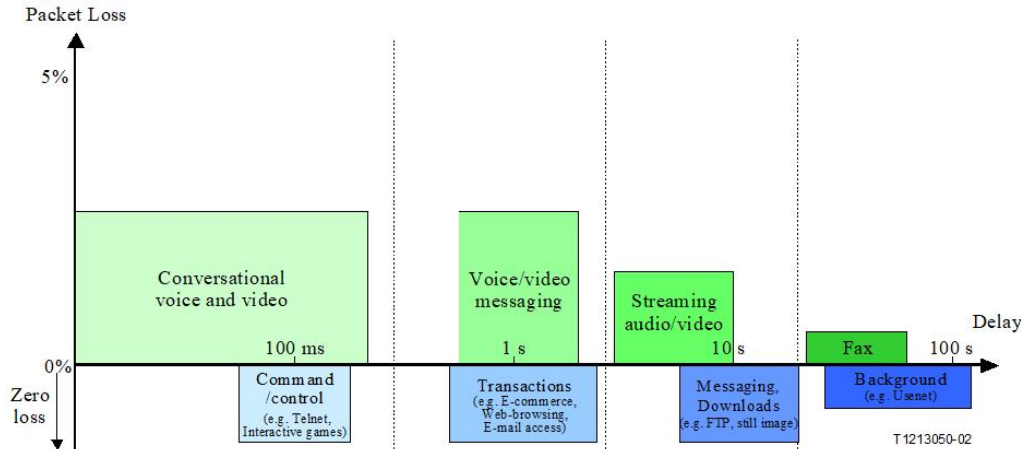 Packet Loss
5%
Conversational
voice and video
Voice/video
messaging
Streaming
audio/video
Delay
100 ms
1 s
10 s
Fax
100 s
0%
Zero
loss
Command
/control
(e.g. Telnet,
Interactive games)
Transactions
(e.g. E-commerce,
Web-browsing,
E-mail access)
Messaging,
Downloads
(e.g. FTP, still image)
Background
(e.g. Usenet)
T1213050-02